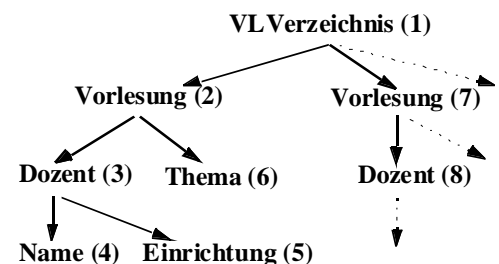 VLVerzeichnis (1)
Vorlesung (2)
Vorlesung (7)
Dozent (3)
Thema (6)
Dozent (8)
Name (4)
Einrichtung (5)